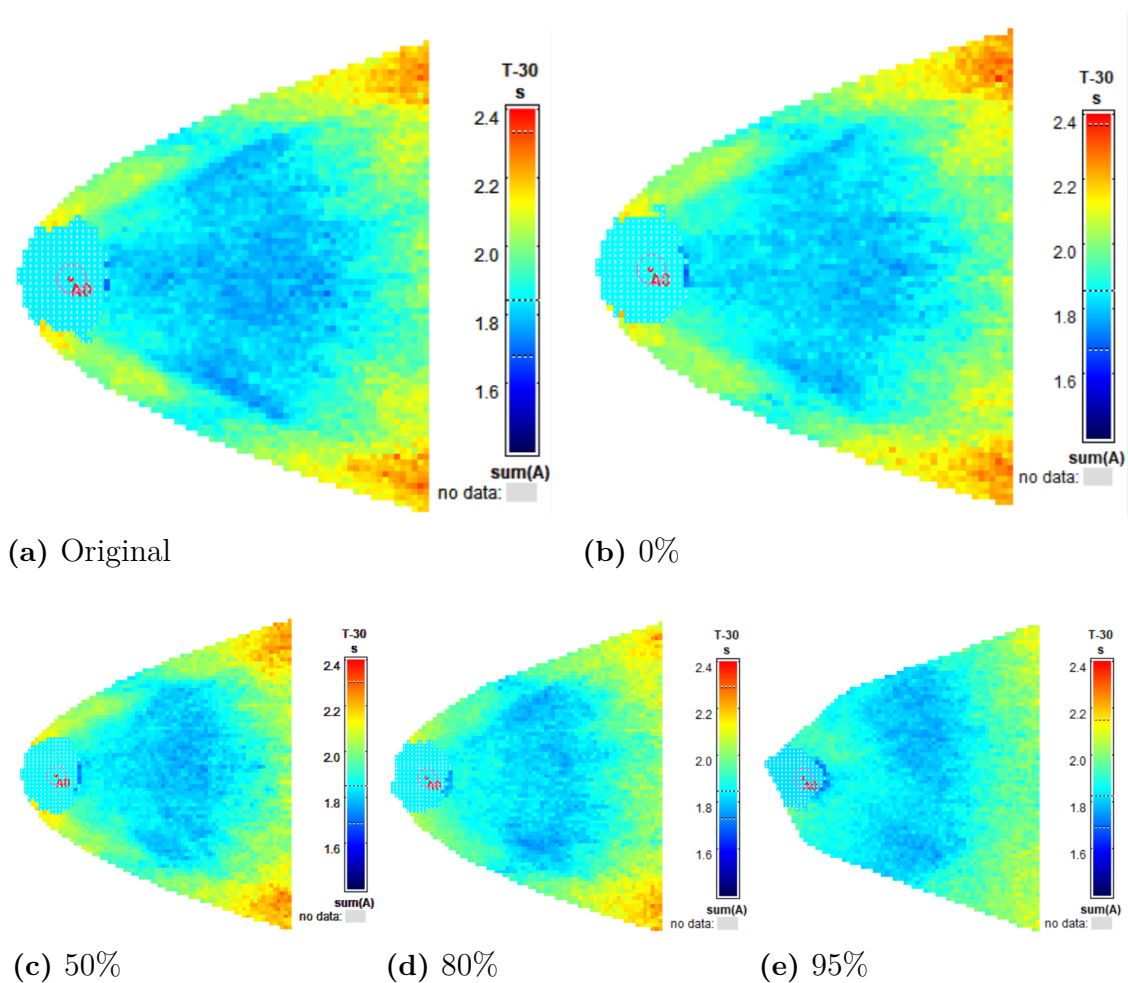 T-30
s
2.4
2.2
2.0
1.8
1.6
sum(A)
no data:
A0
(a) Original
T-30
s
2.4
2.2
2.0
1.8
1.6
sum(A)
no data:
A0
(b) 0%
T-30
s
2.4
2.2
2.0
1.8
1.6
sum(A)
no data:
A0
(c) 50%
T-30
s
2.4
2.2
2.0
1.8
1.6
sum(A)
no data:
A0
(d) 80%
T-30
s
2.4
2.2
2.0
1.8
1.6
sum(A)
no data:
A0
(e) 95%